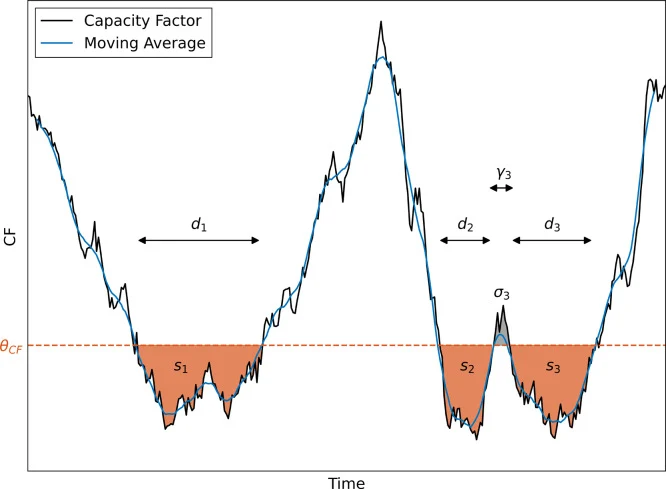 Capacity Factor
Moving Average
γ₃
d₁
d₂
d₃
CF
σ₃
θ_CF
s₁
s₂
s₃
Time